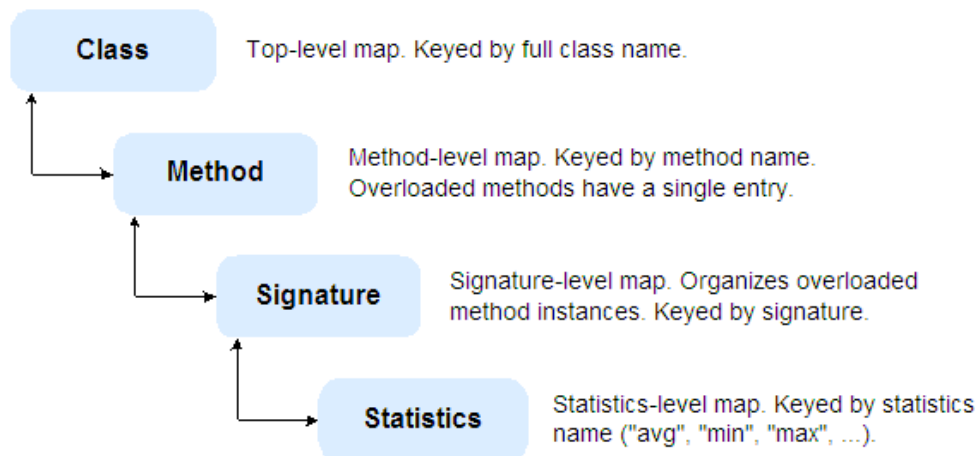 Class
Top-level map. Keyed by full class name.
Method
Method-level map. Keyed by method name.
Overloaded methods have a single entry.
Signature
Signature-level map. Organizes overloaded
method instances. Keyed by signature.
Statistics
Statistics-level map. Keyed by statistics
name ("avg", "min", "max", ...).